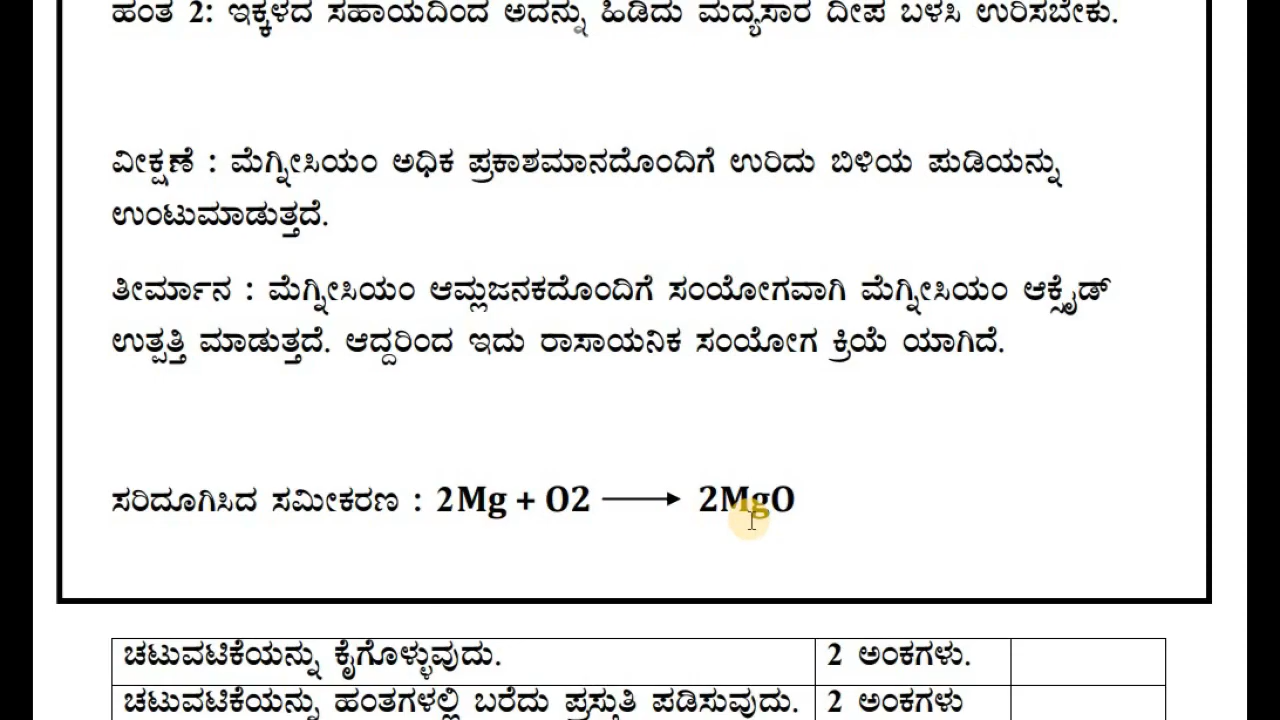 ಹಂತ 2: ಇಕ್ಕಳದ ಸಹಾಯದಿಂದ ಅದನ್ನು ಹಿಡಿದು ಮದ್ಯಸಾರ ದೀಪ ಬಳಸಿ ಉರಿಸಬೇಕು.
ವೀಕ್ಷಣೆ : ಮೆಗ್ನೀಸಿಯಂ ಅಧಿಕ ಪ್ರಕಾಶಮಾನದೊಂದಿಗೆ ಉರಿದು ಬಿಳಿಯ ಪುಡಿಯನ್ನು
ಉಂಟುಮಾಡುತ್ತದೆ.
ತೀರ್ಮಾನ : ಮೆಗ್ನೀಸಿಯಂ ಆಮ್ಲಜನಕದೊಂದಿಗೆ ಸಂಯೋಗವಾಗಿ ಮೆಗ್ನೀಸಿಯಂ ಆಕ್ಸೈಡ್
ಉತ್ಪತ್ತಿ ಮಾಡುತ್ತದೆ. ಆದ್ದರಿಂದ ಇದು ರಾಸಾಯನಿಕ ಸಂಯೋಗ ಕ್ರಿಯೆ ಯಾಗಿದೆ.
ಸರಿದೂಗಿಸಿದ ಸಮೀಕರಣ : 2Mg + O2 ⟶ 2MgO
ಚಟುವಟಿಕೆಯನ್ನು ಕೈಗೊಳ್ಳುವುದು. 2 ಅಂಕಗಳು.
ಚಟುವಟಿಕೆಯನ್ನು ಹಂತಗಳಲ್ಲಿ ಬರೆದು ಪ್ರಸ್ತುತಿ ಪಡಿಸುವುದು. 2 ಅಂಕಗಳು